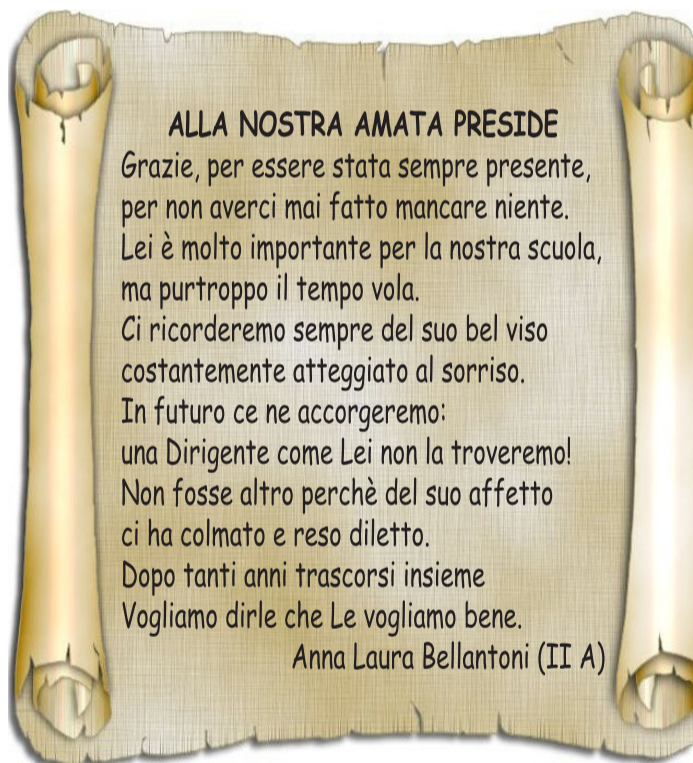 ALLA NOSTRA AMATA PRESIDE
Grazie, per essere stata sempre presente,
per non averci mai fatto mancare niente.
Lei è molto importante per la nostra scuola,
ma purtroppo il tempo vola.
Ci ricorderemo sempre del suo bel viso
costantemente atteggiato al sorriso.
In futuro ce ne accorgeremo:
una Dirigente come Lei non la troveremo!
Non fosse altro perchè del suo affetto
ci ha colmato e reso diletto.
Dopo tanti anni trascorsi insieme
Vogliamo dirle che Le vogliamo bene.
Anna Laura Bellantoni (II A)